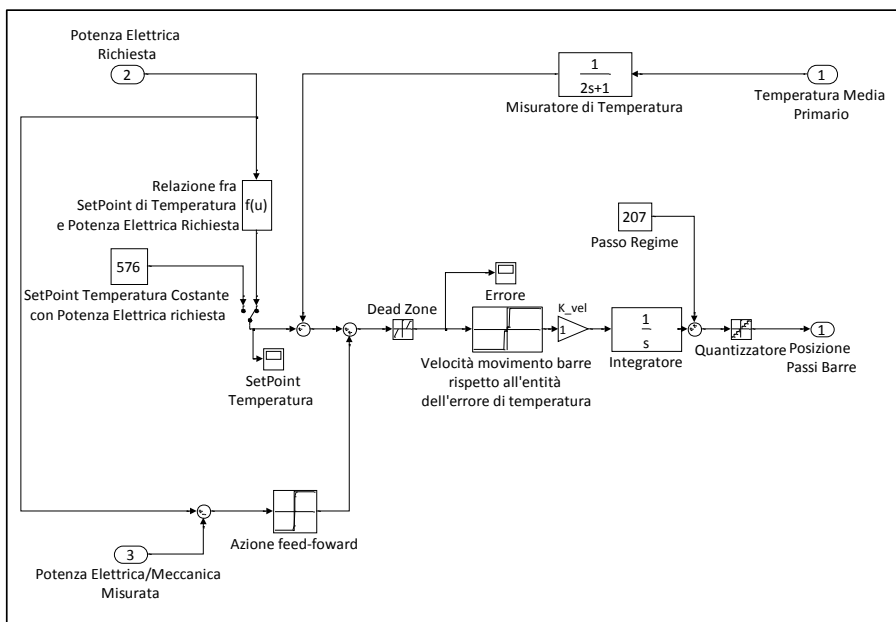 Potenza Elettrica
Richiesta
2
1
2s+1
Misuratore di Temperatura
1
Temperatura Media
Primario
Relazione fra
SetPoint di Temperatura
e Potenza Elettrica Richiesta
f(u)
207
Passo Regime
576
SetPoint Temperatura Costante
con Potenza Elettrica richiesta
SetPoint
Temperatura
Dead Zone
Errore
Velocità movimento barre
rispetto all'entità
dell'errore di temperatura
K_vel
1
1
s
Integratore
Quantizzatore
1
Posizione
Passi Barre
Azione feed-foward
3
Potenza Elettrica/Meccanica
Misurata